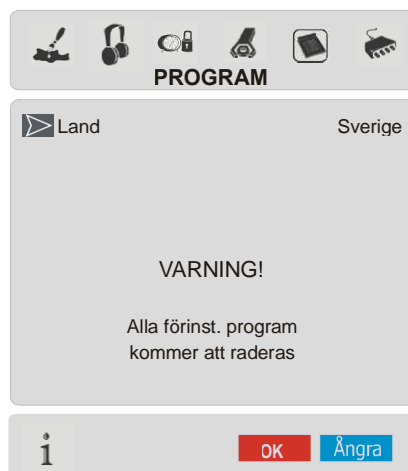 PROGRAM
Land Sverige
VARNING!
Alla förinst. program
kommer att raderas
i OK Ångra